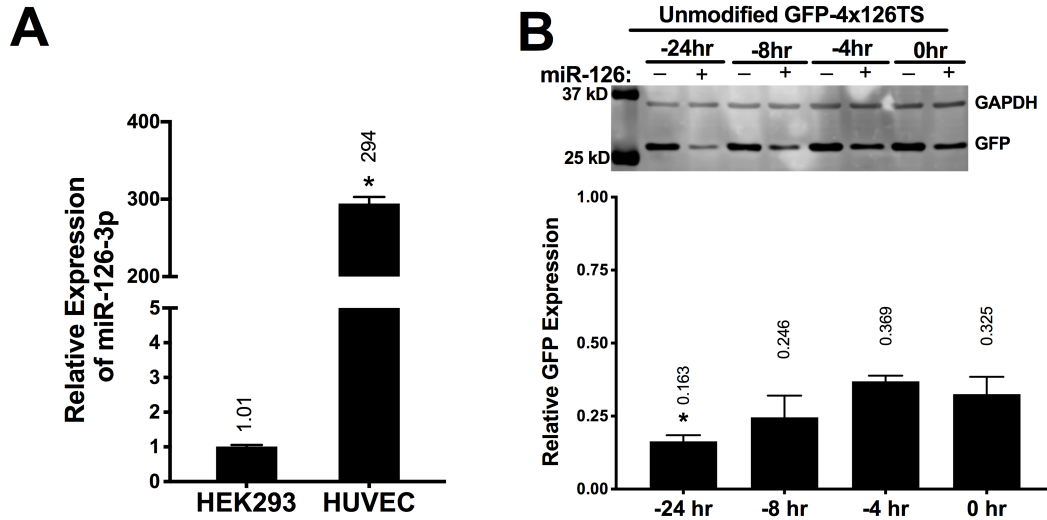 A
Relative Expression
of miR-126-3p
400
300
200
5
4
3
2
1
0
1.01
* 294
HEK293 HUVEC
B
Unmodified GFP-4x126TS
-24hr -8hr -4hr 0hr
miR-126: – + – + – + – +
37 kD
GAPDH
GFP
25 kD
Relative GFP Expression
1.00
0.75
0.50
0.25
0.00
* 0.163
0.246
0.369
0.325
-24 hr -8 hr -4 hr 0 hr